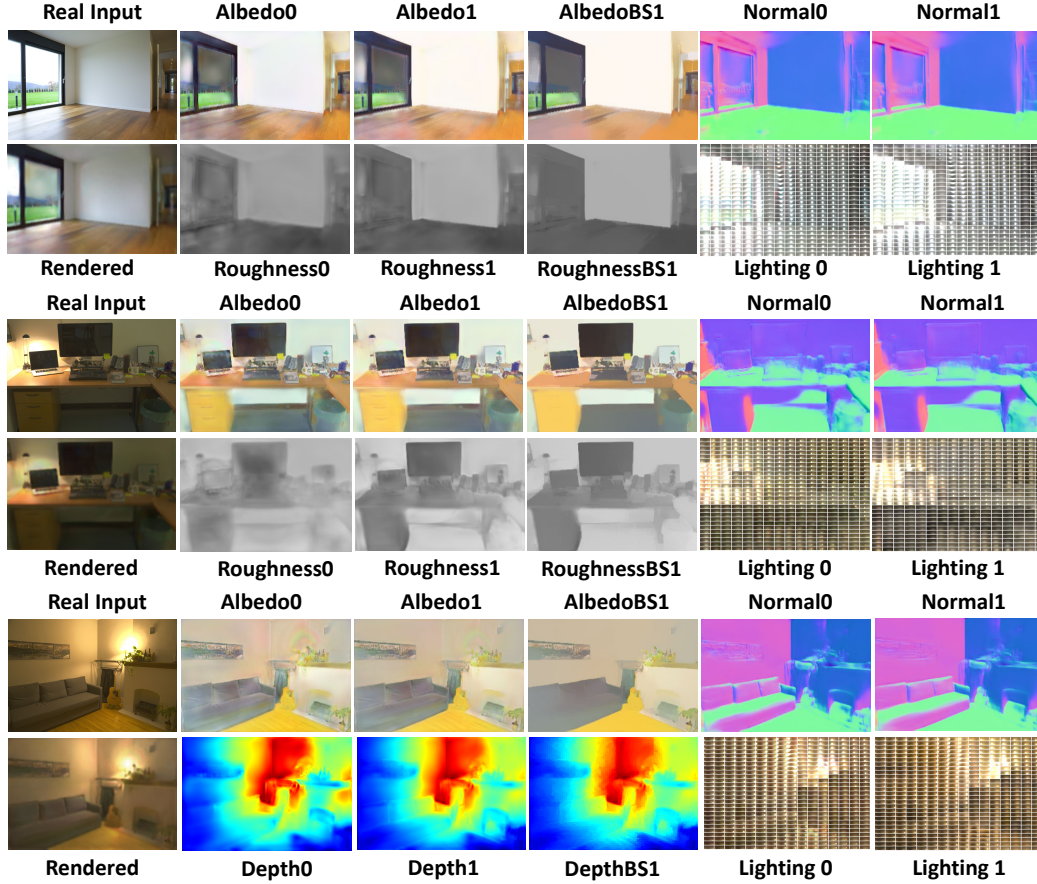 Real Input Albedo0 Albedo1 AlbedoBS1 Normal0 Normal1
Rendered Roughness0 Roughness1 RoughnessBS1 Lighting 0 Lighting 1
Real Input Albedo0 Albedo1 AlbedoBS1 Normal0 Normal1
Rendered Roughness0 Roughness1 RoughnessBS1 Lighting 0 Lighting 1
Real Input Albedo0 Albedo1 AlbedoBS1 Normal0 Normal1
Rendered Depth0 Depth1 DepthBS1 Lighting 0 Lighting 1